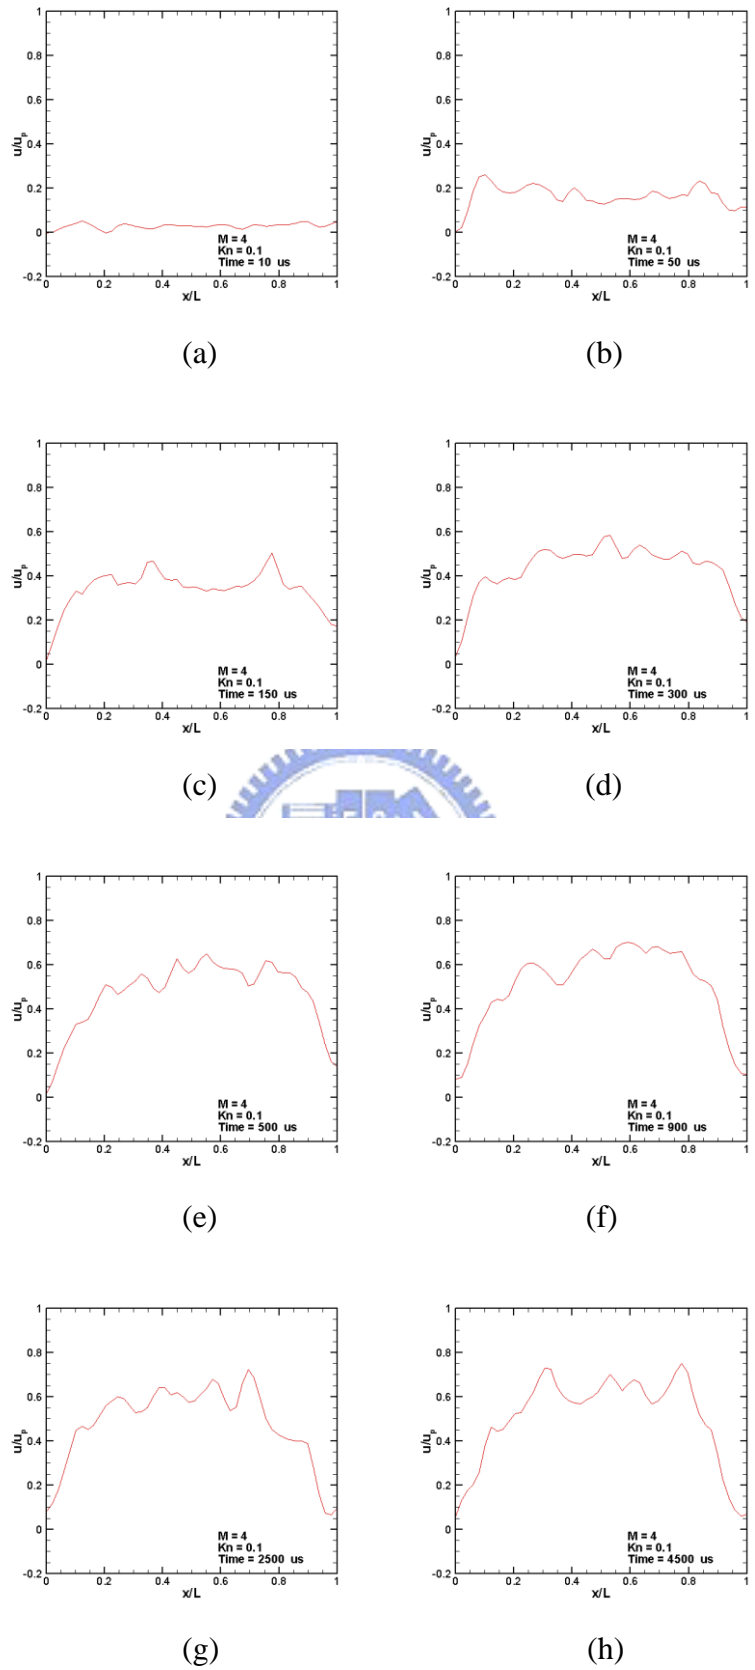 1
0.8
0.6
u/up
0.4
0.2
0
-0.2
M = 4
Kn = 0.1
Time = 10 us
0 0.2 0.4 0.6 0.8 1
x/L
(a)
1
0.8
0.6
u/up
0.4
0.2
0
-0.2
M = 4
Kn = 0.1
Time = 50 us
0 0.2 0.4 0.6 0.8 1
x/L
(b)
1
0.8
0.6
u/up
0.4
0.2
0
-0.2
M = 4
Kn = 0.1
Time = 150 us
0 0.2 0.4 0.6 0.8 1
x/L
(c)
1
0.8
0.6
u/up
0.4
0.2
0
-0.2
M = 4
Kn = 0.1
Time = 300 us
0 0.2 0.4 0.6 0.8 1
x/L
(d)
1
0.8
0.6
u/up
0.4
0.2
0
-0.2
M = 4
Kn = 0.1
Time = 500 us
0 0.2 0.4 0.6 0.8 1
x/L
(e)
1
0.8
0.6
u/up
0.4
0.2
0
-0.2
M = 4
Kn = 0.1
Time = 900 us
0 0.2 0.4 0.6 0.8 1
x/L
(f)
1
0.8
0.6
u/up
0.4
0.2
0
-0.2
M = 4
Kn = 0.1
Time = 2500 us
0 0.2 0.4 0.6 0.8 1
x/L
(g)
1
0.8
0.6
u/up
0.4
0.2
0
-0.2
M = 4
Kn = 0.1
Time = 4500 us
0 0.2 0.4 0.6 0.8 1
x/L
(h)